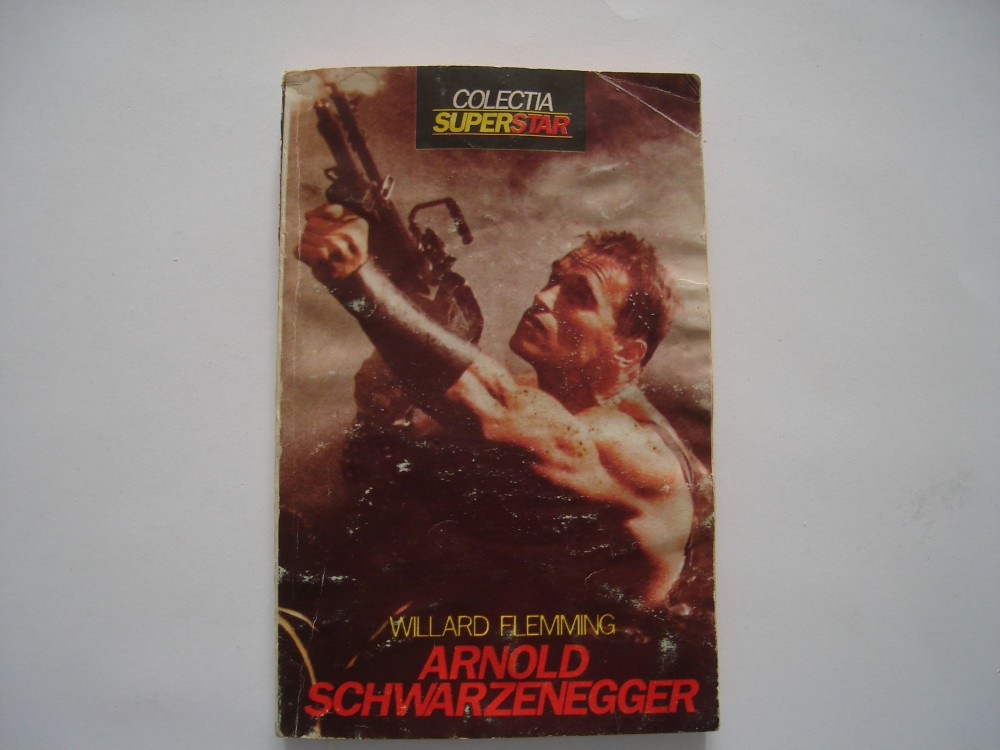 COLECTIA
SUPERSTAR
WILLARD FLEMMING
ARNOLD
SCHWARZENEGGER